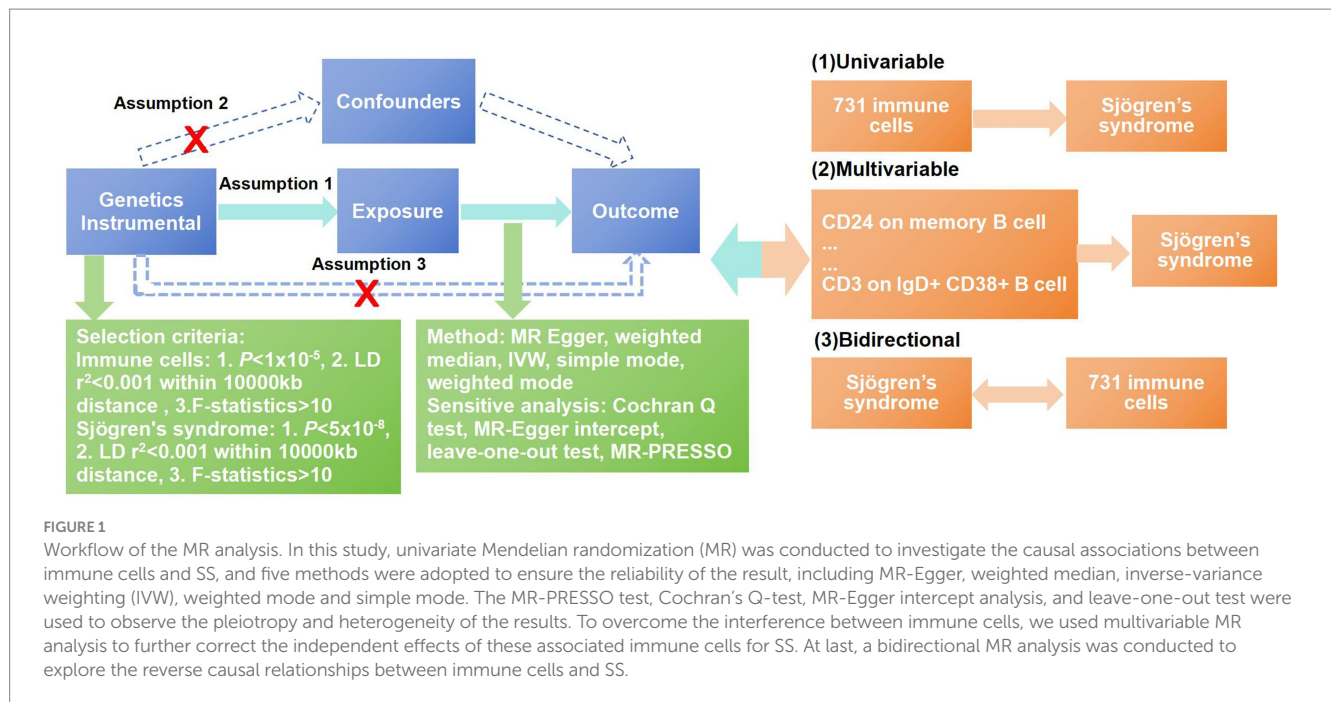 Assumption 2
Confounders
Genetics
Instrumental
Assumption 1
Exposure
Outcome
Assumption 3
X
X
Selection criteria:
Immune cells: 1. P<1x10⁻⁵, 2. LD
r²<0.001 within 10000kb
distance , 3.F-statistics>10
Sjögren's syndrome: 1. P<5x10⁻⁸,
2. LD r²<0.001 within 10000kb
distance, 3. F-statistics>10
Method: MR Egger, weighted
median, IVW, simple mode,
weighted mode
Sensitive analysis: Cochran Q
test, MR-Egger intercept,
leave-one-out test, MR-PRESSO
(1)Univariable
731 immune
cells
Sjögren's
syndrome
(2)Multivariable
CD24 on memory B cell
...
...
CD3 on IgD+ CD38+ B cell
Sjögren's
syndrome
(3)Bidirectional
Sjögren's
syndrome
731 immune
cells
FIGURE 1
Workflow of the MR analysis. In this study, univariate Mendelian randomization (MR) was conducted to investigate the causal associations between
immune cells and SS, and five methods were adopted to ensure the reliability of the result, including MR-Egger, weighted median, inverse-variance
weighting (IVW), weighted mode and simple mode. The MR-PRESSO test, Cochran's Q-test, MR-Egger intercept analysis, and leave-one-out test were
used to observe the pleiotropy and heterogeneity of the results. To overcome the interference between immune cells, we used multivariable MR
analysis to further correct the independent effects of these associated immune cells for SS. At last, a bidirectional MR analysis was conducted to
explore the reverse causal relationships between immune cells and SS.